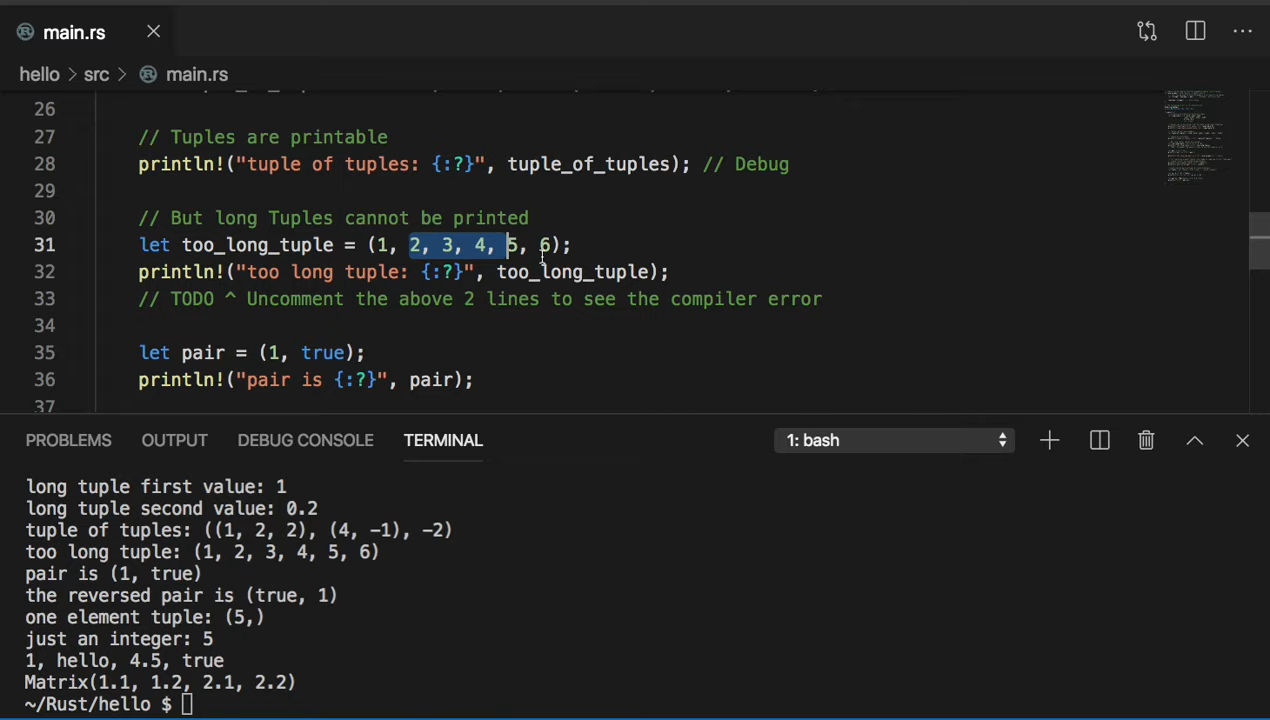 main.rs
hello > src > main.rs
26
27 // Tuples are printable
28 println!("tuple of tuples: {:?}", tuple_of_tuples); // Debug
29
30 // But long Tuples cannot be printed
31 let too_long_tuple = (1, 2, 3, 4, 5, 6);
32 println!("too long tuple: {:?}", too_long_tuple);
33 // TODO ^ Uncomment the above 2 lines to see the compiler error
34
35 let pair = (1, true);
36 println!("pair is {:?}", pair);
37
PROBLEMS OUTPUT DEBUG CONSOLE TERMINAL 1: bash
long tuple first value: 1
long tuple second value: 0.2
tuple of tuples: ((1, 2, 2), (4, -1), -2)
too long tuple: (1, 2, 3, 4, 5, 6)
pair is (1, true)
the reversed pair is (true, 1)
one element tuple: (5,)
just an integer: 5
1, hello, 4.5, true
Matrix(1.1, 1.2, 2.1, 2.2)
~/Rust/hello $